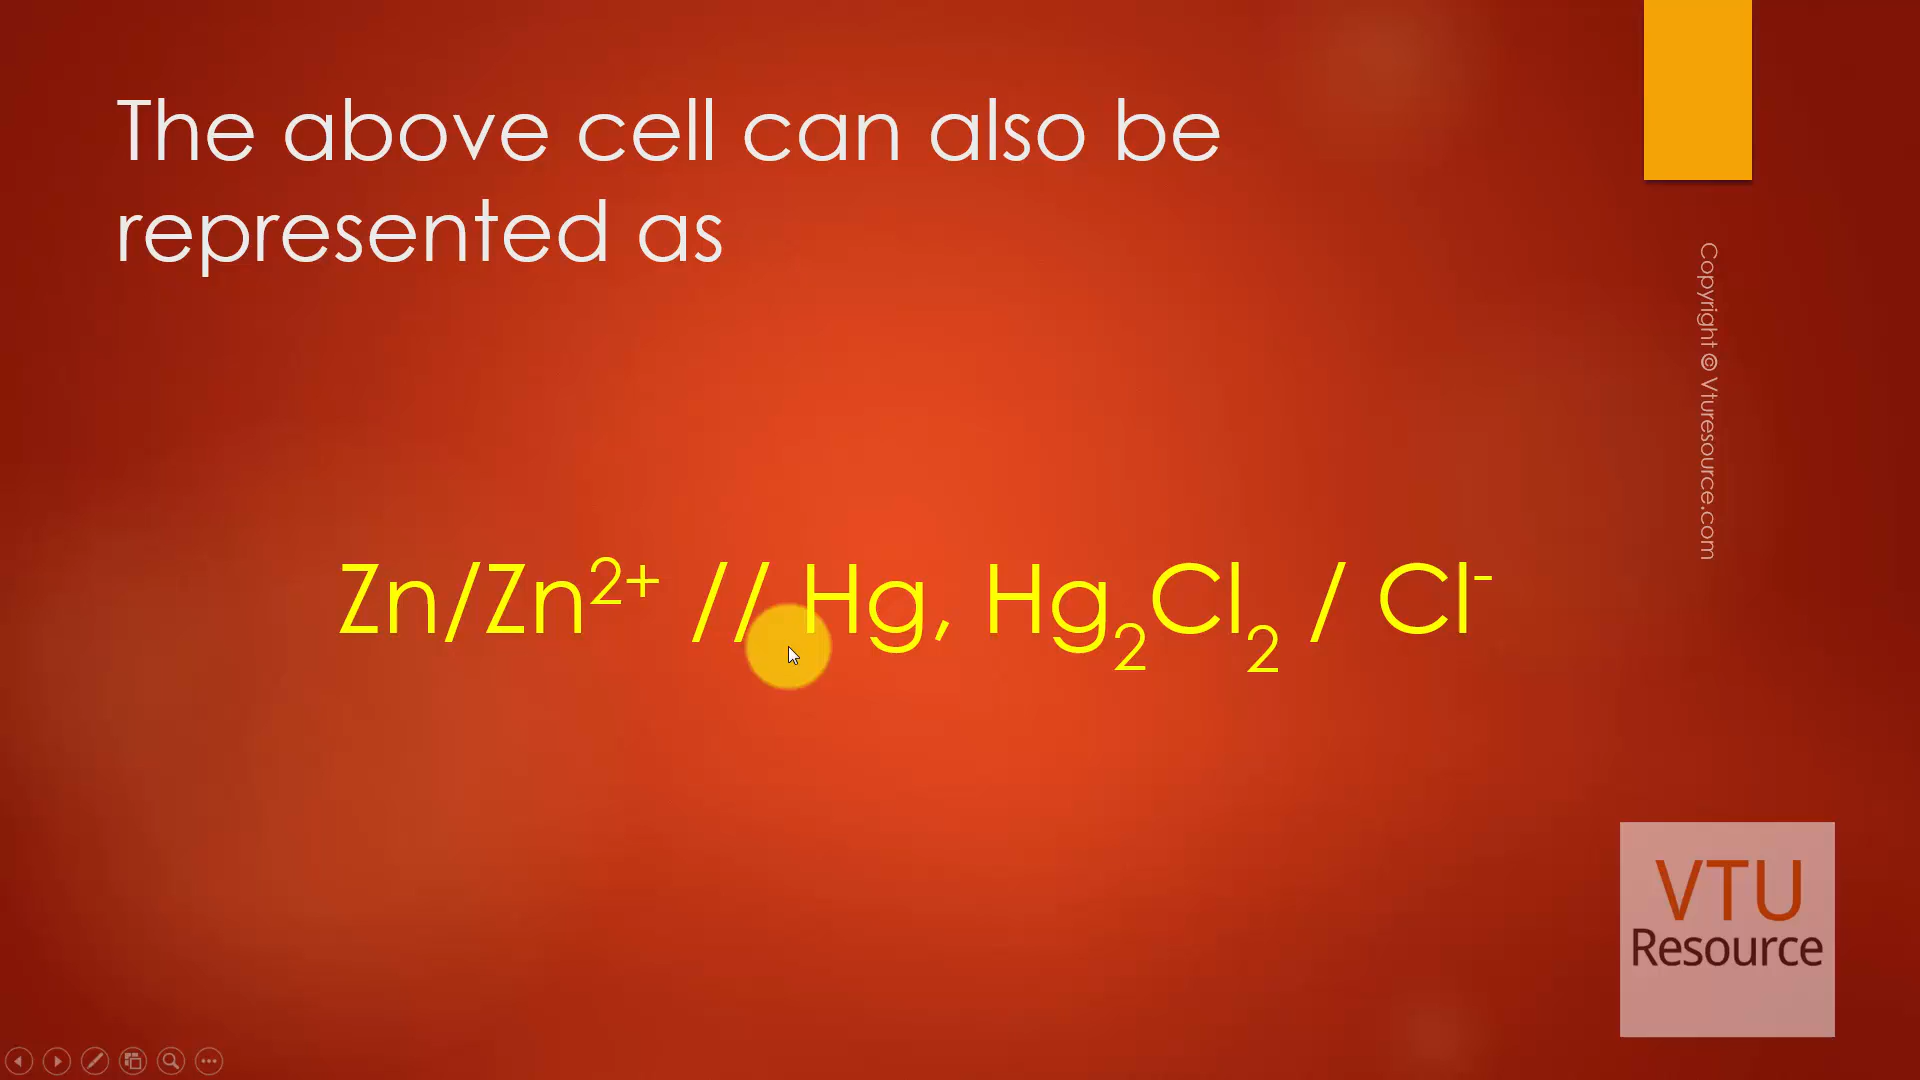 The above cell can also be
represented as
Copyright © Vturesource.com
Zn/Zn²⁺ // Hg, Hg₂Cl₂ / Cl⁻
VTU
Resource